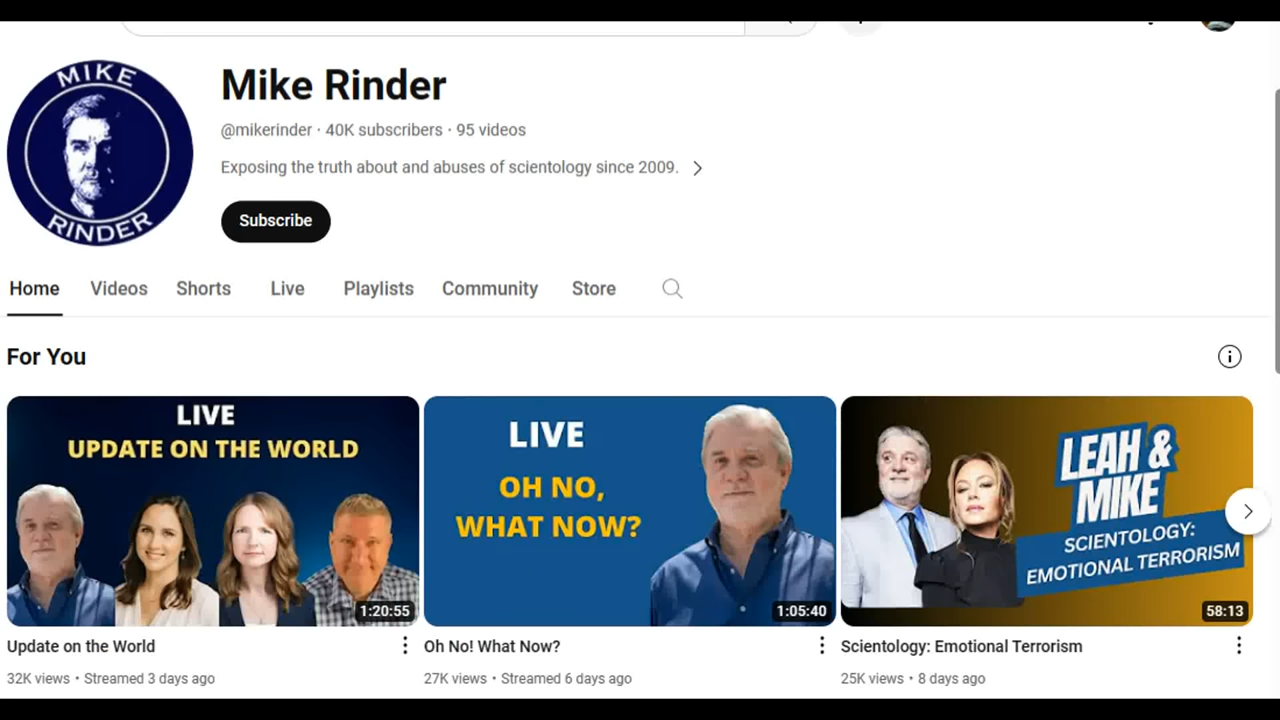 MIKE
RINDER
Mike Rinder
@mikerinder · 40K subscribers · 95 videos
Exposing the truth about and abuses of scientology since 2009.
Subscribe
Home Videos Shorts Live Playlists Community Store
For You
LIVE
UPDATE ON THE WORLD
1:20:55
LIVE
OH NO,
WHAT NOW?
1:05:40
LEAH &
MIKE
SCIENTOLOGY:
EMOTIONAL TERRORISM
58:13
Update on the World
32K views • Streamed 3 days ago
Oh No! What Now?
27K views • Streamed 6 days ago
Scientology: Emotional Terrorism
25K views • 8 days ago